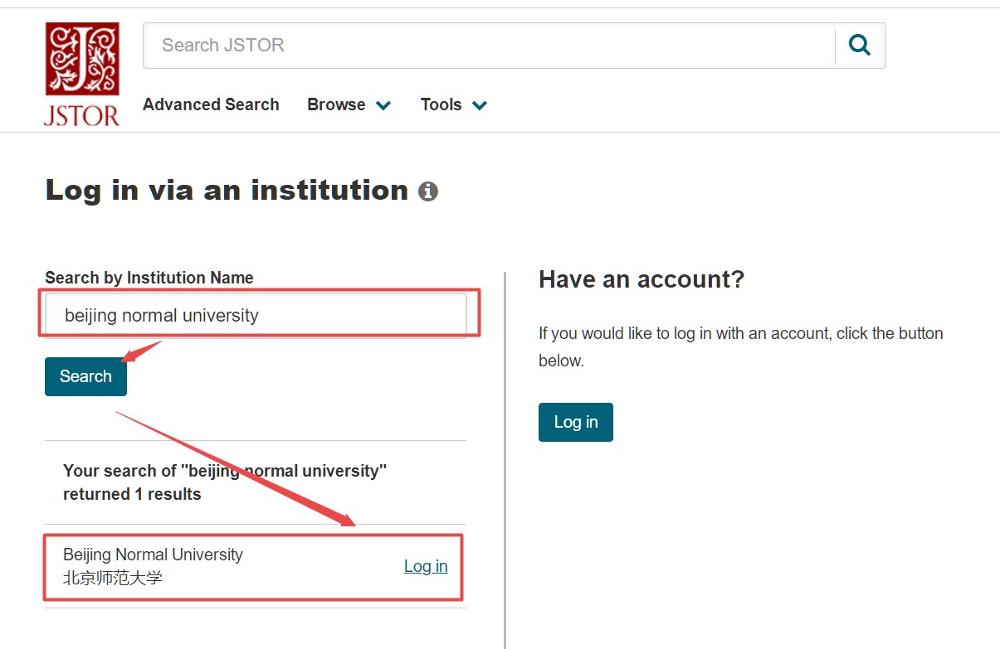 Search JSTOR
JSTOR
Advanced Search Browse Tools
Log in via an institution
Search by Institution Name
beijing normal university
Search
Your search of "beijing normal university"
returned 1 results
Beijing Normal University
北京师范大学
Log in
Have an account?
If you would like to log in with an account, click the button
below.
Log in